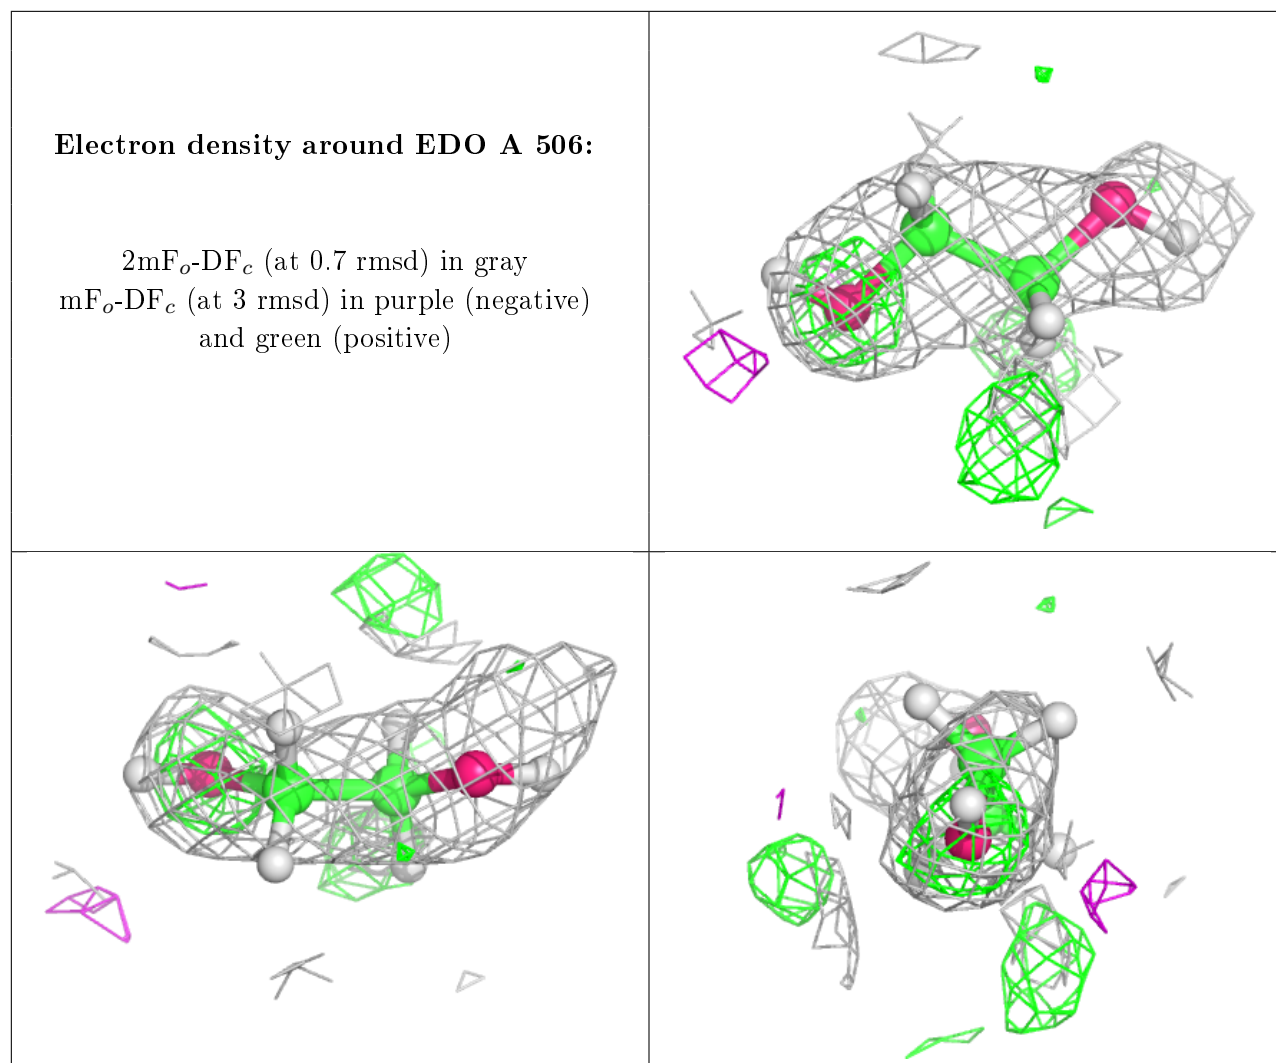 Electron density around EDO A 506:
2mF𝘰-DF𝘤 (at 0.7 rmsd) in gray
mF𝘰-DF𝘤 (at 3 rmsd) in purple (negative)
and green (positive)